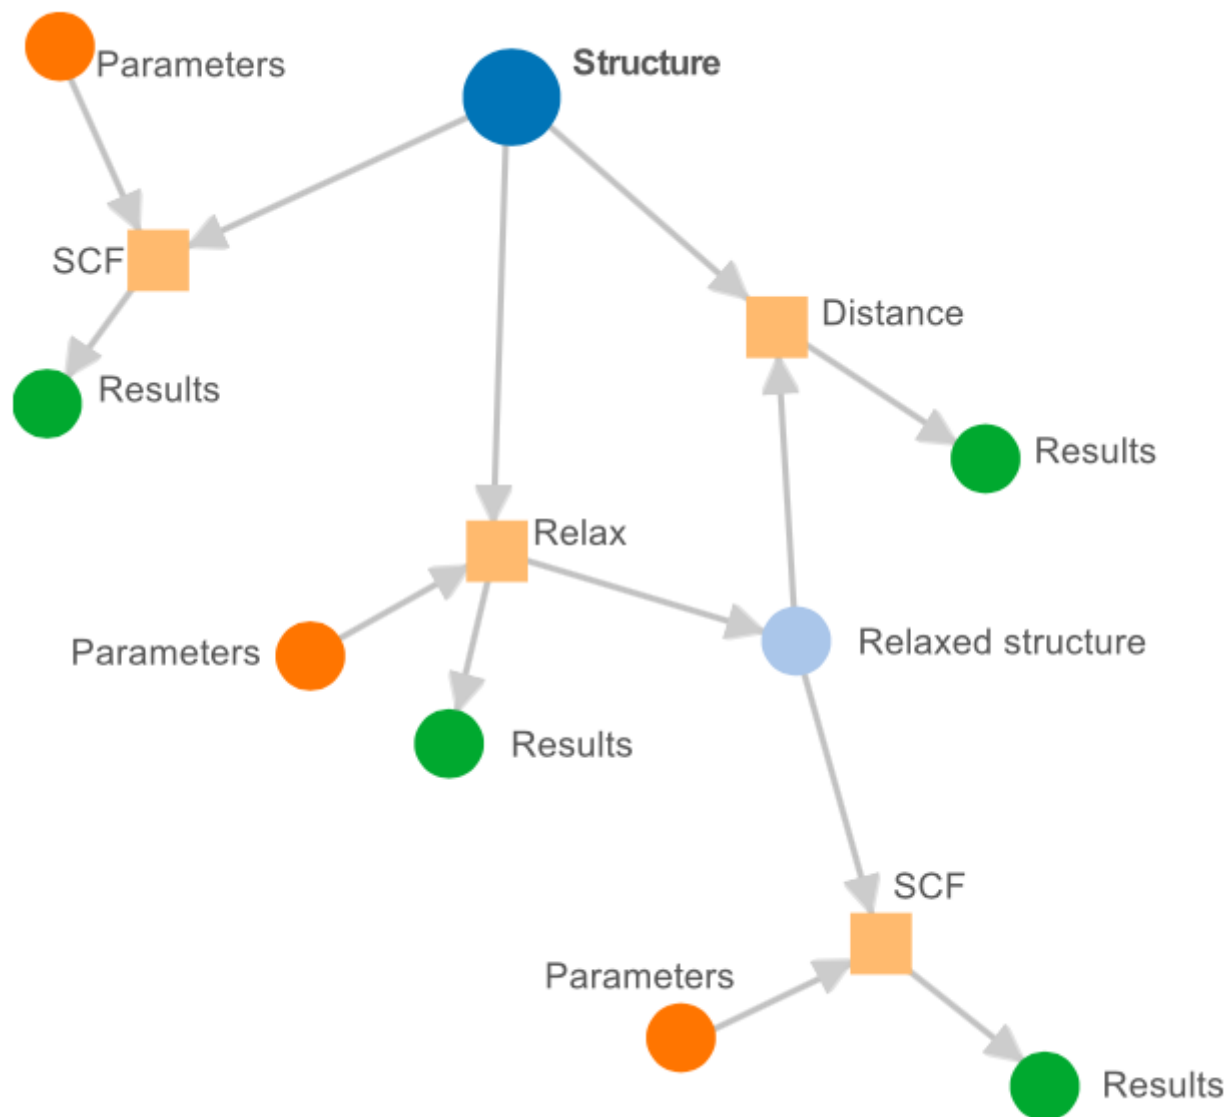 Parameters
Structure
SCF
Distance
Results
Results
Relax
Parameters
Relaxed structure
Results
SCF
Parameters
Results